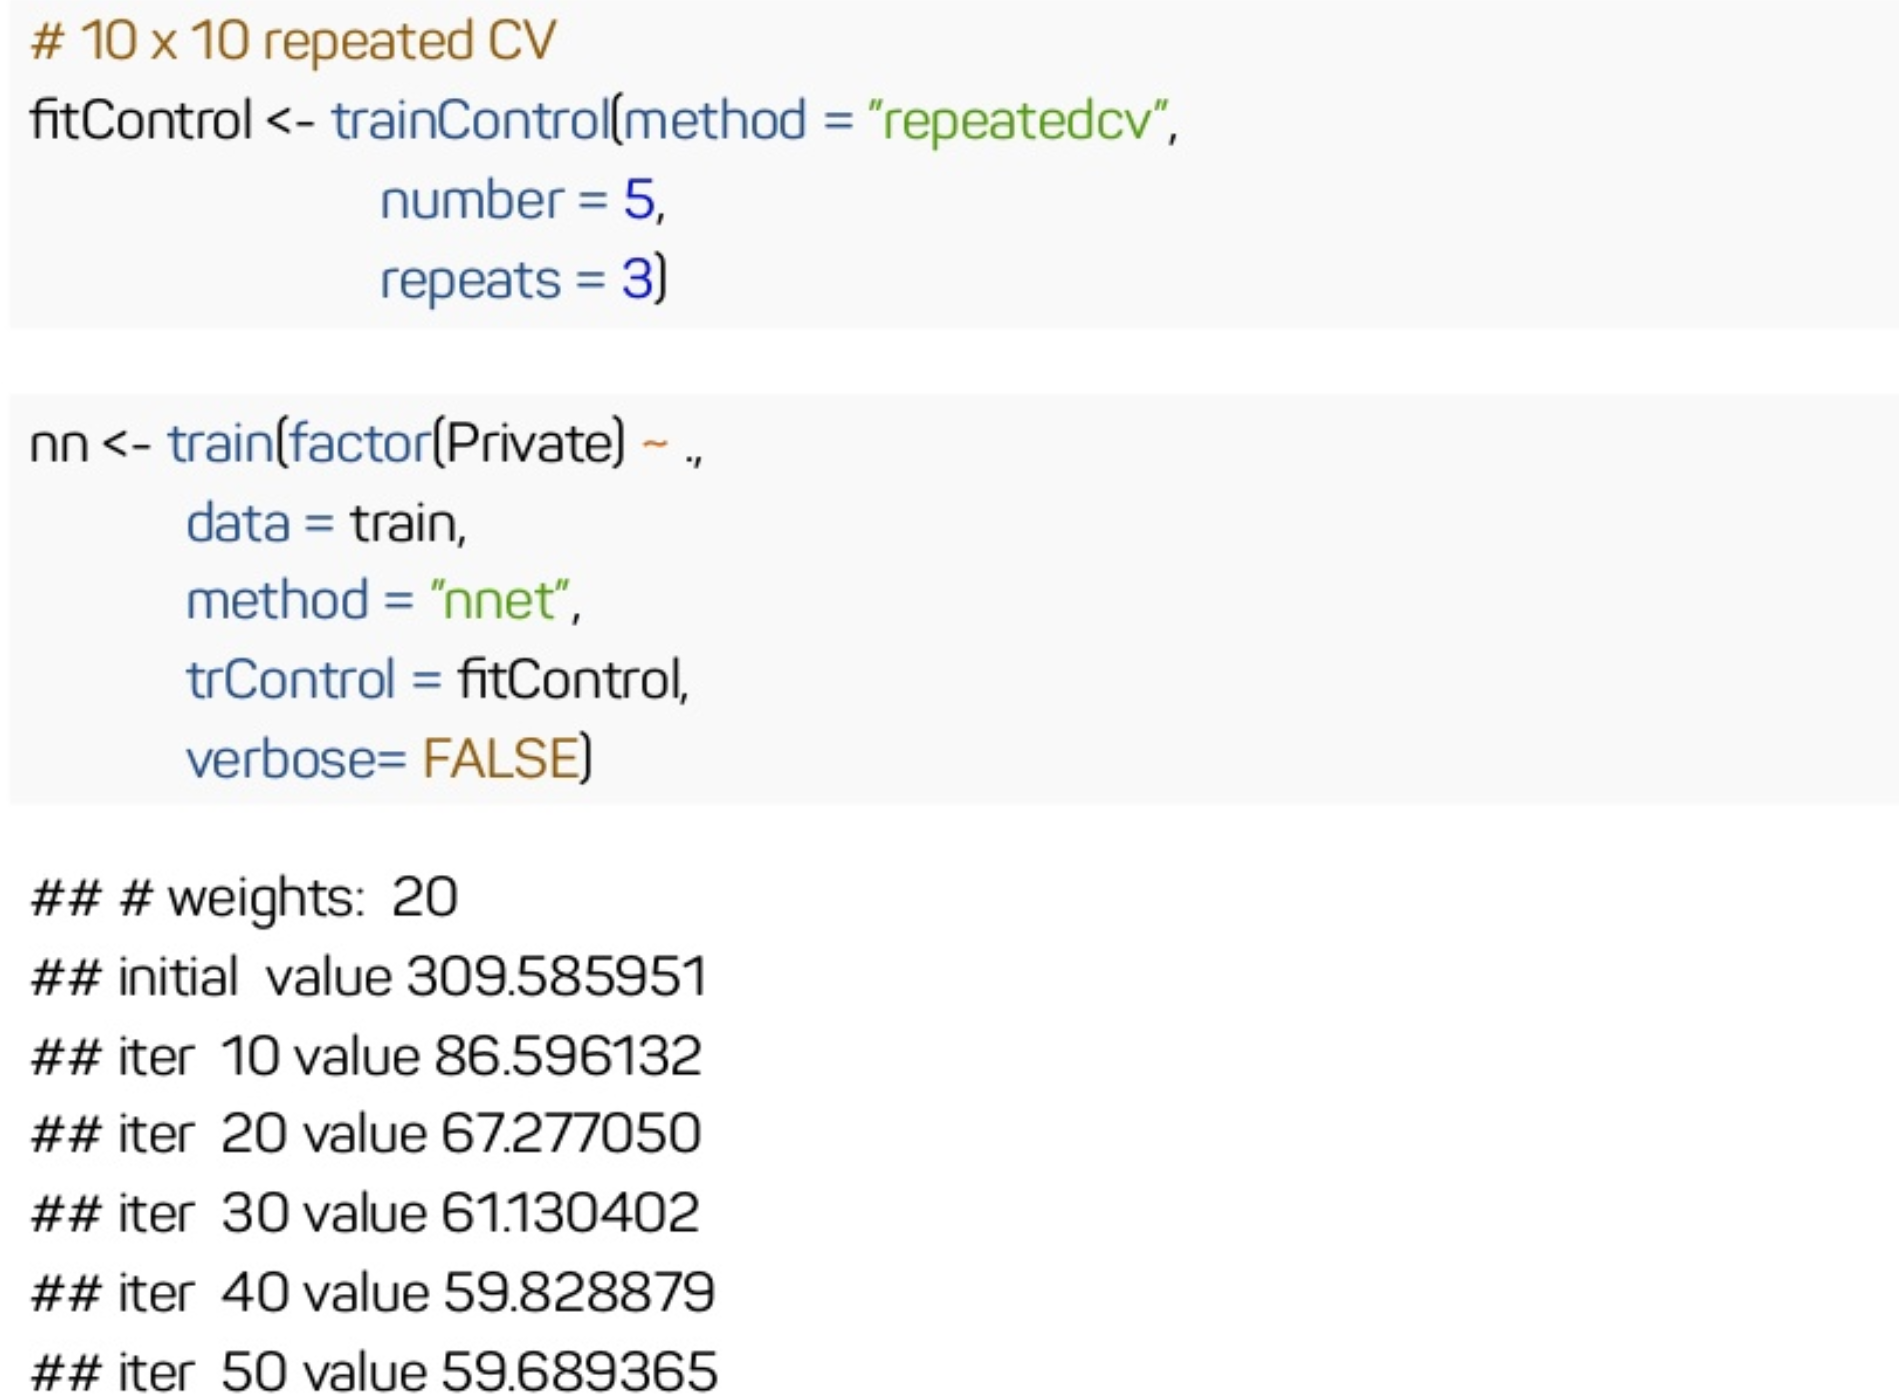 # 10 x 10 repeated CV
fitControl <- trainControl(method = "repeatedcv",
number = 5,
repeats = 3)
nn <- train(factor(Private) ~ .,
data = train,
method = "nnet",
trControl = fitControl,
verbose= FALSE)
## # weights:  20
## initial  value 309.585951
## iter  10 value 86.596132
## iter  20 value 67.277050
## iter  30 value 61.130402
## iter  40 value 59.828879
## iter  50 value 59.689365